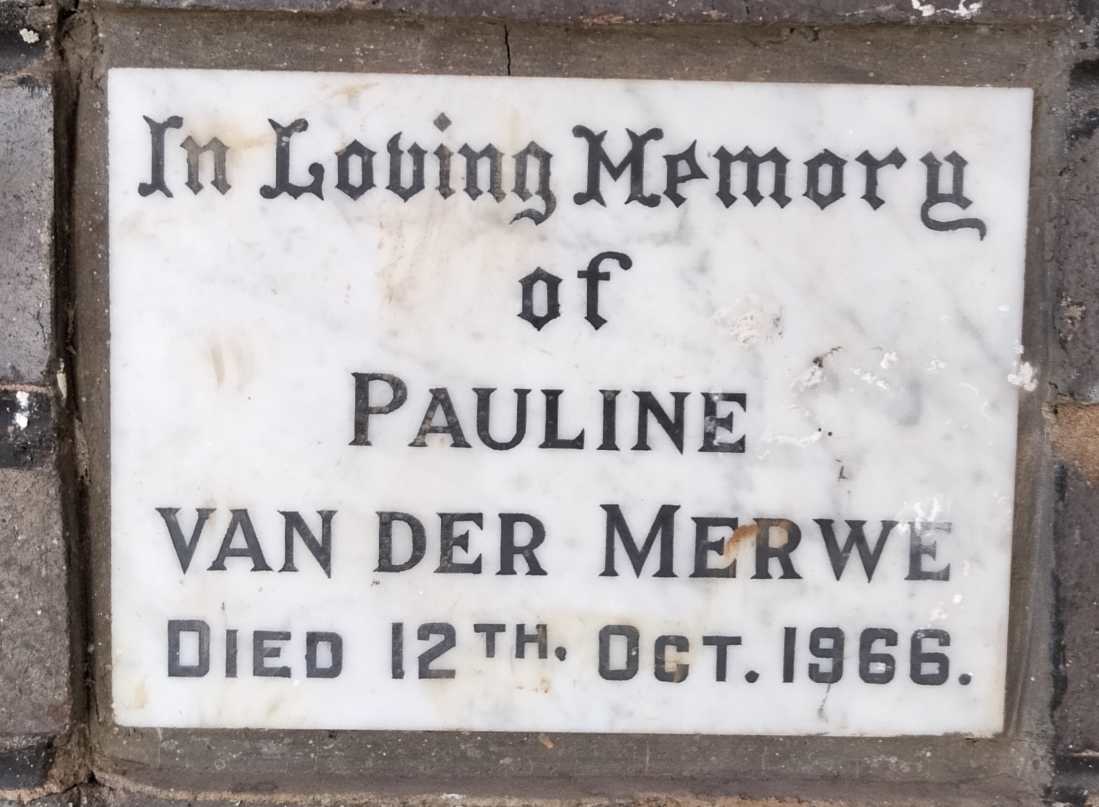 In Loving Memory
of
PAULINE
VAN DER MERWE
DIED 12TH. OCT. 1966.